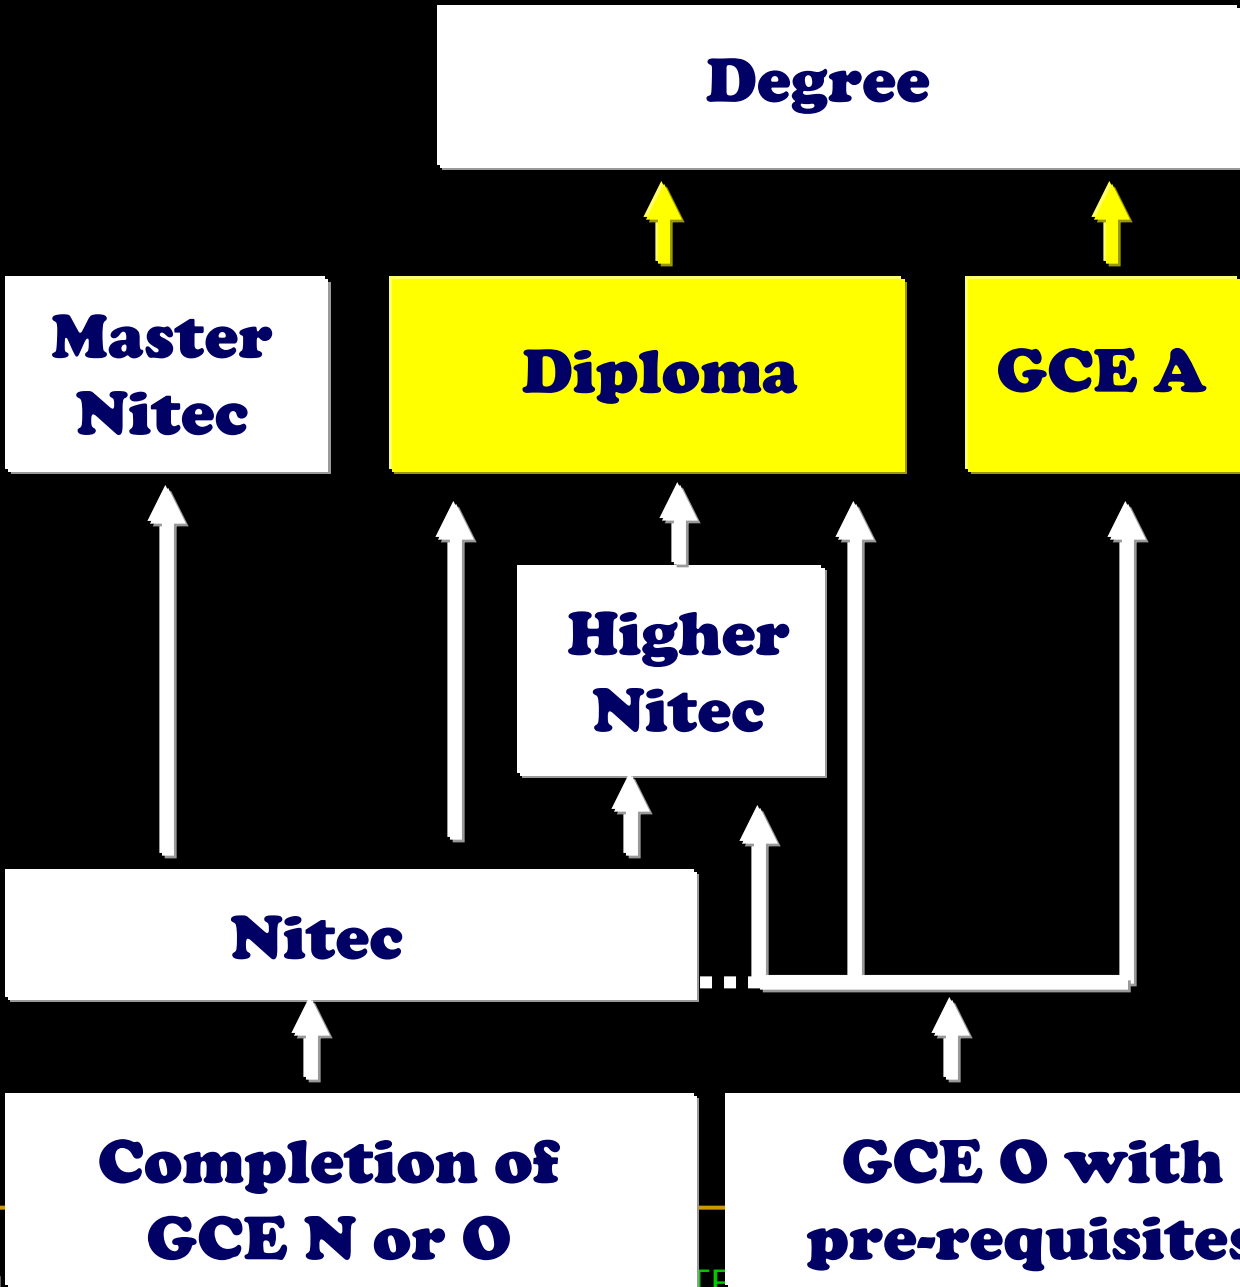 Degree
Master
Nitec
Diploma
GCE A
Higher
Nitec
Nitec
Completion of
GCE N or O
GCE O with
pre-requisites